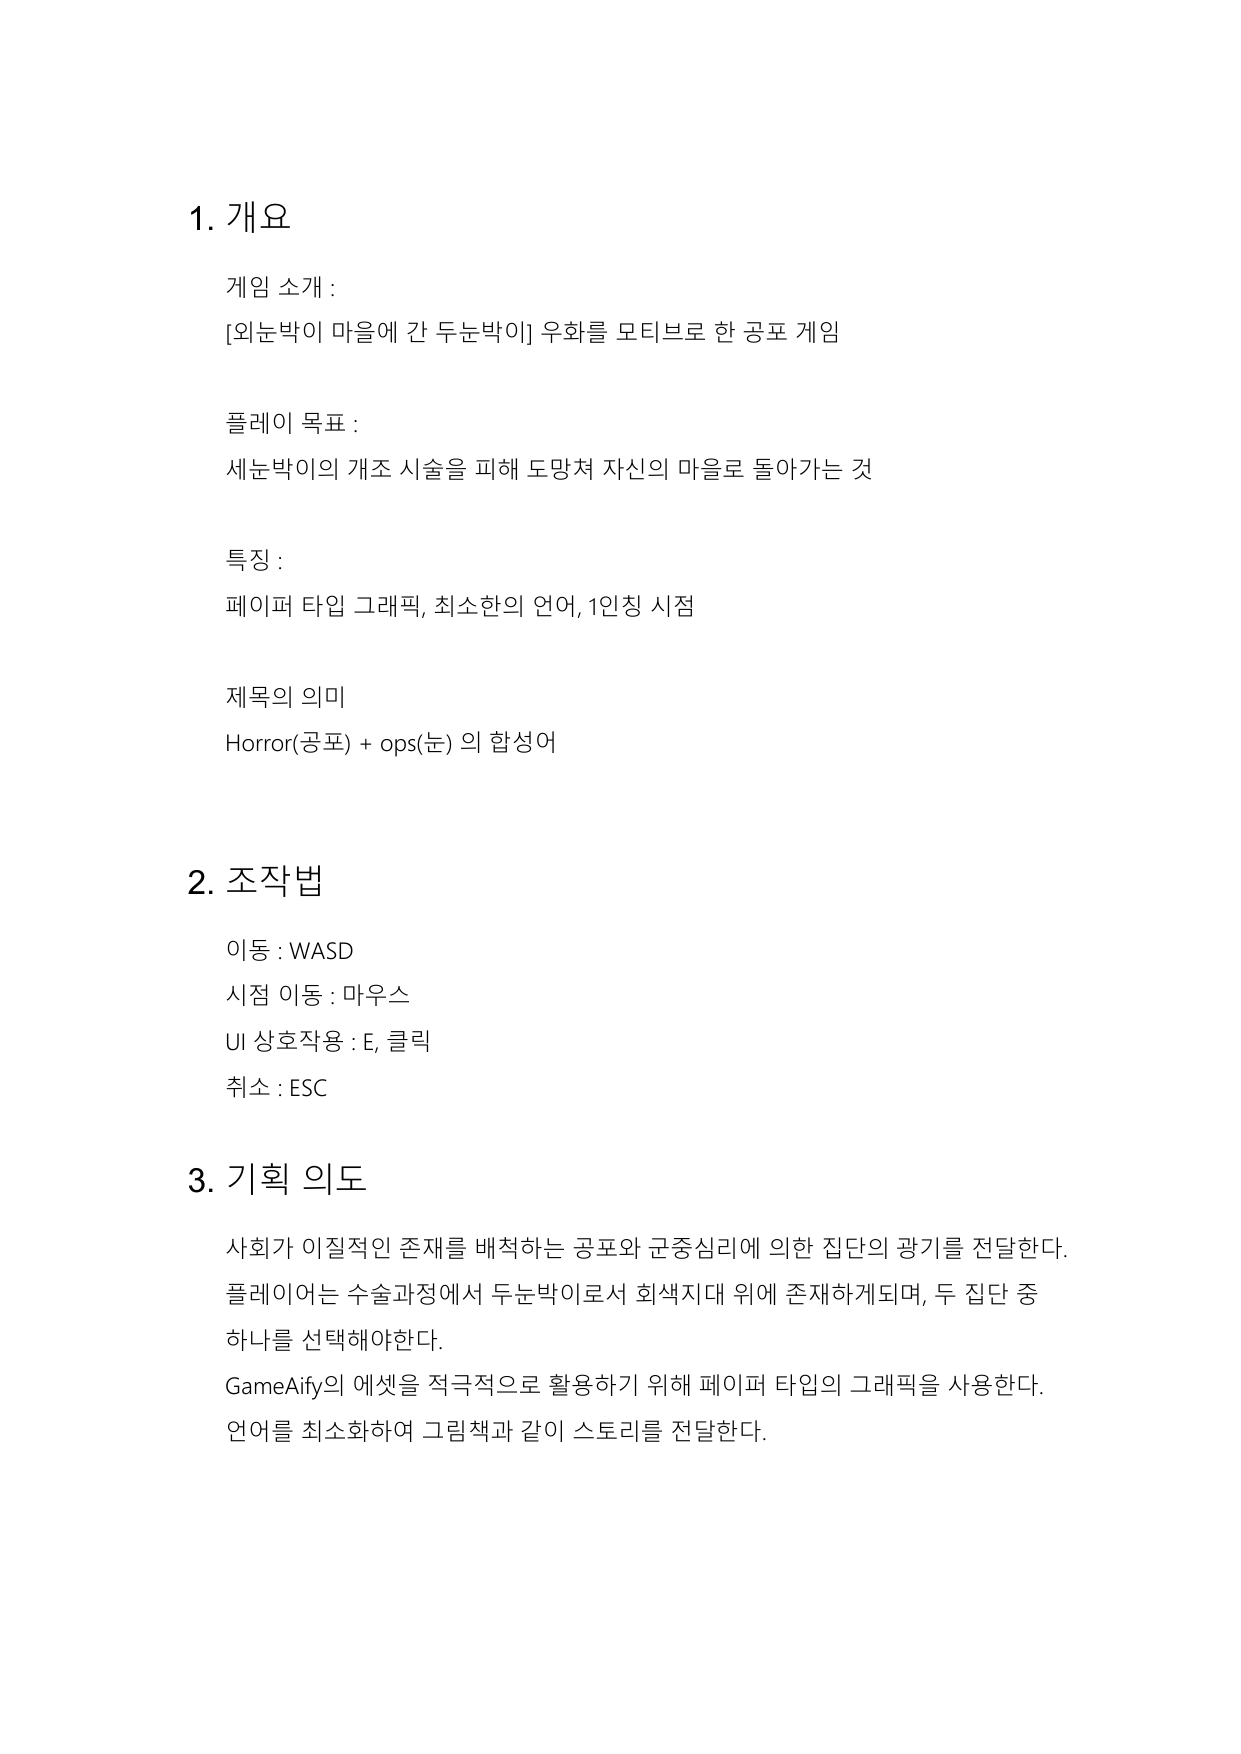 1. 개요
게임 소개 :
[외눈박이 마을에 간 두눈박이] 우화를 모티브로 한 공포 게임
플레이 목표 :
세눈박이의 개조 시술을 피해 도망쳐 자신의 마을로 돌아가는 것
특징 :
페이퍼 타입 그래픽, 최소한의 언어, 1인칭 시점
제목의 의미
Horror(공포) + ops(눈) 의 합성어
2. 조작법
이동 : WASD
시점 이동 : 마우스
UI 상호작용 : E, 클릭
취소 : ESC
3. 기획 의도
사회가 이질적인 존재를 배척하는 공포와 군중심리에 의한 집단의 광기를 전달한다.
플레이어는 수술과정에서 두눈박이로서 회색지대 위에 존재하게되며, 두 집단 중
하나를 선택해야한다.
GameAify의 에셋을 적극적으로 활용하기 위해 페이퍼 타입의 그래픽을 사용한다.
언어를 최소화하여 그림책과 같이 스토리를 전달한다.